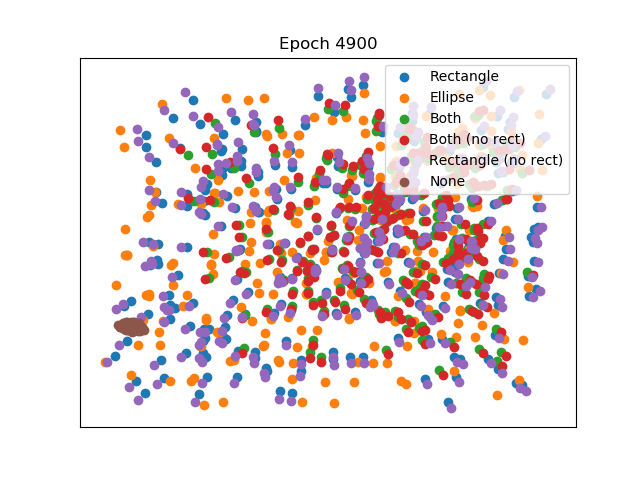 Epoch 4900
Rectangle
Ellipse
Both
Both (no rect)
Rectangle (no rect)
None